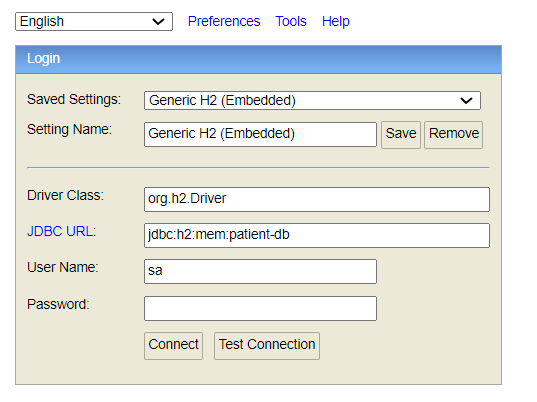 English Preferences Tools Help
Login
Saved Settings: Generic H2 (Embedded)
Setting Name: Generic H2 (Embedded) Save Remove
Driver Class: org.h2.Driver
JDBC URL: jdbc:h2:mem:patient-db
User Name: sa
Password:
Connect Test Connection